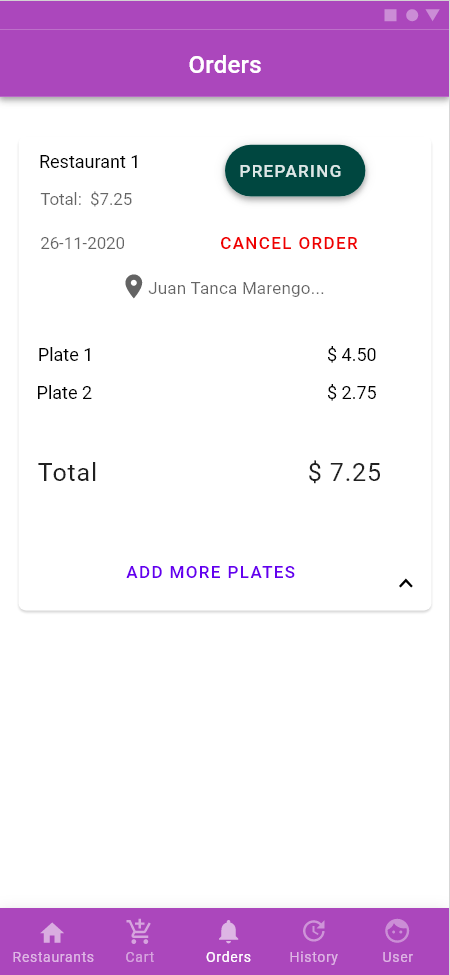 Orders
Restaurant 1
PREPARING
Total: $7.25
26-11-2020
CANCEL ORDER
Juan Tanca Marengo...
Plate 1 $ 4.50
Plate 2 $ 2.75
Total $ 7.25
ADD MORE PLATES
Restaurants Cart Orders History User